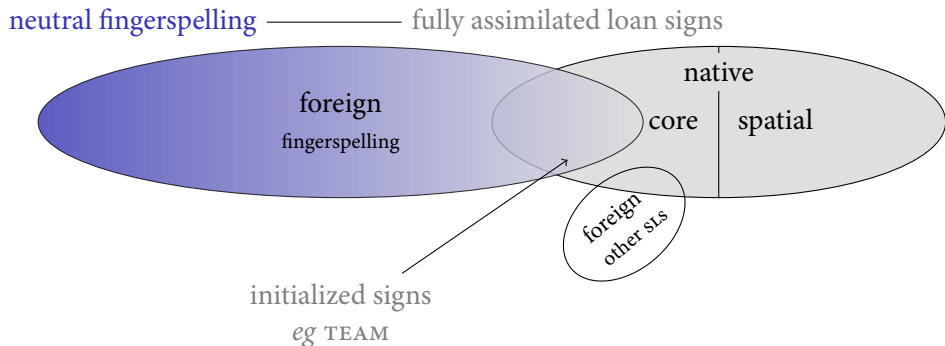 neutral fingerspelling fully assimilated loan signs
native
foreign
core spatial
fingerspelling
foreign
other SLs
initialized signs
eg TEAM